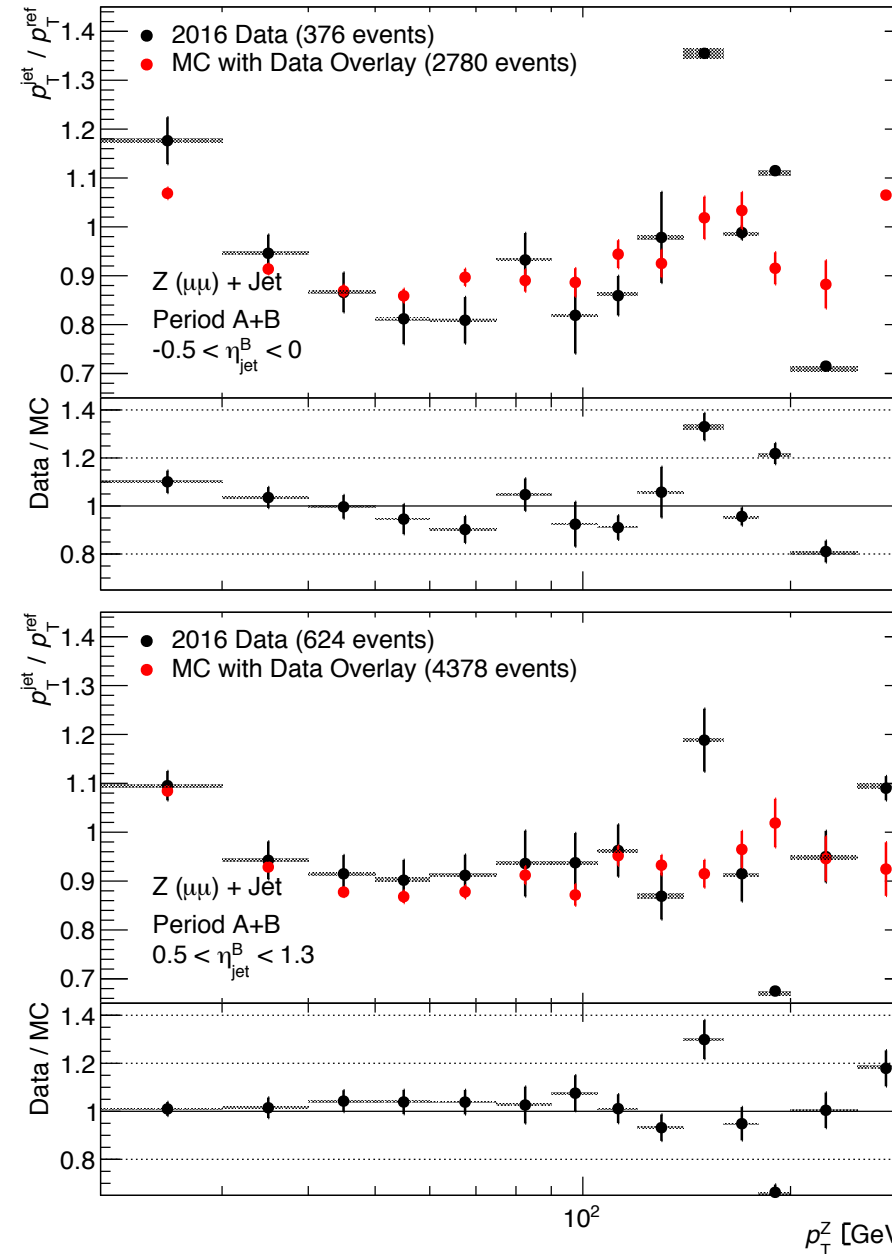 p_T^jet / p_T^ref
1.4
1.3
1.2
1.1
1
0.9
0.8
0.7
2016 Data (376 events)
MC with Data Overlay (2780 events)
Z (μμ) + Jet
Period A+B
-0.5 < η_jet^B < 0
Data / MC
1.4
1.2
1
0.8
p_T^jet / p_T^ref
1.4
1.3
1.2
1.1
1
0.9
0.8
0.7
2016 Data (624 events)
MC with Data Overlay (4378 events)
Z (μμ) + Jet
Period A+B
0.5 < η_jet^B < 1.3
Data / MC
1.4
1.2
1
0.8
10²
p_T^Z [GeV